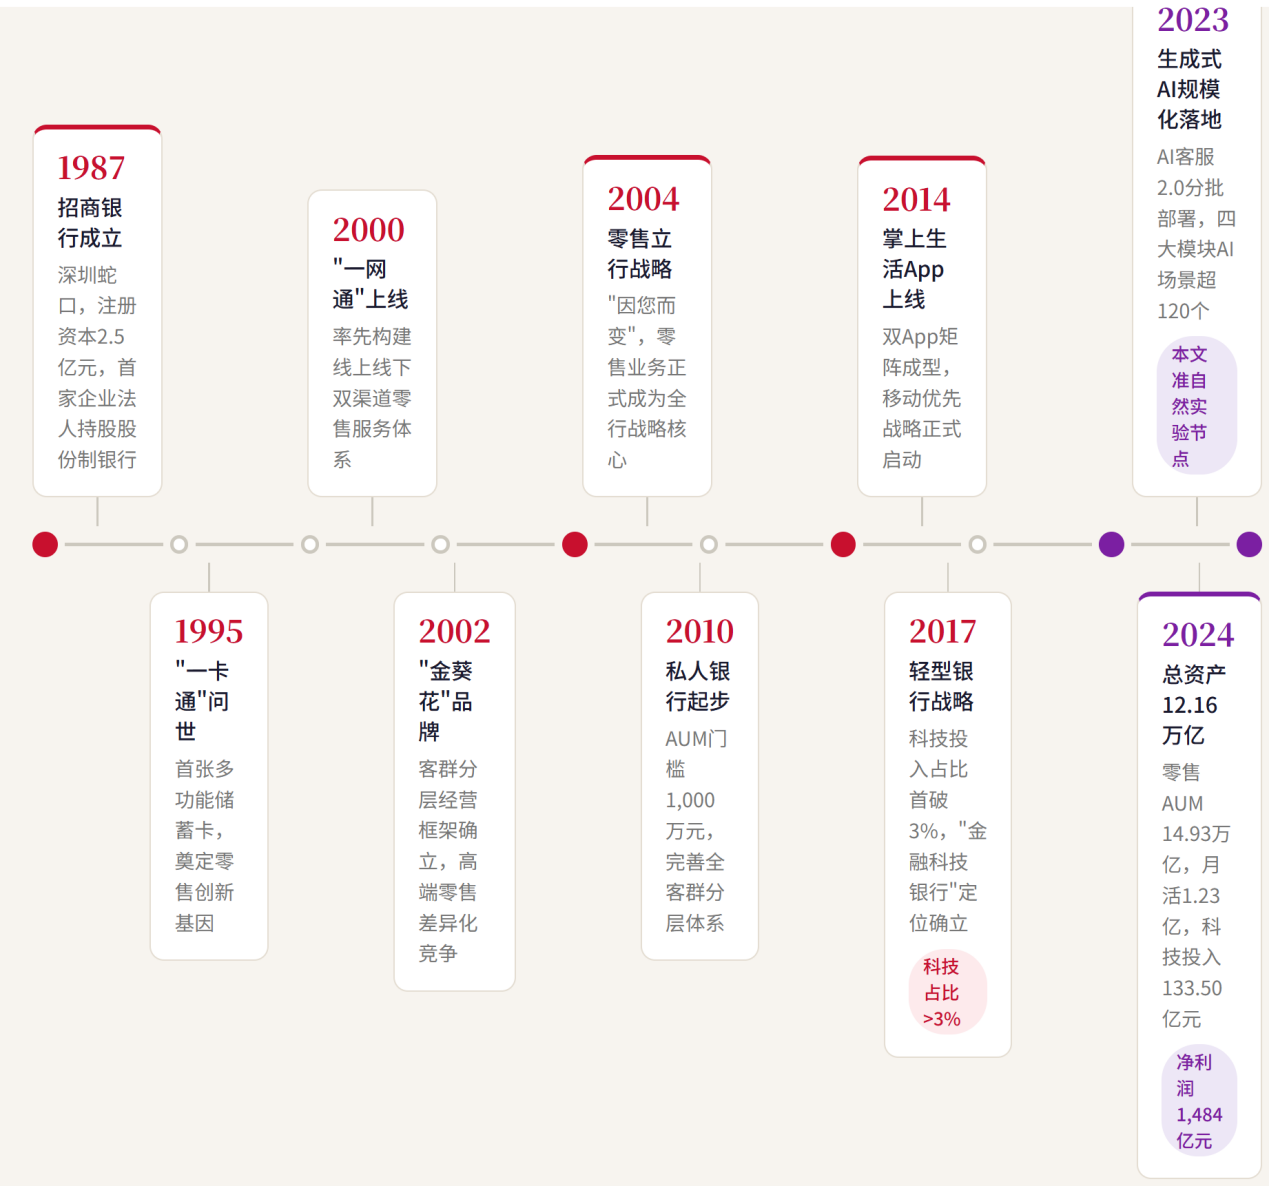 1987
招商银
行成立
深圳蛇
口，注册
资本2.5
亿元，首
家企业法
人持股股
份制银行
2000
"一网
通"上线
率先构建
线上线下
双渠道零
售服务体
系
2004
零售立
行战略
"因您而
变"，零
售业务正
式成为全
行战略核
心
2014
掌上生
活App
上线
双App矩
阵成型，
移动优先
战略正式
启动
2023
生成式
AI规模
化落地
AI客服
2.0分批
部署，四
大模块AI
场景超
120个
本文
准自
然实
验节
点
1995
"一卡
通"问
世
首张多
功能储
蓄卡，
奠定零
售创新
基因
2002
"金葵
花"品
牌
客群分
层经营
框架确
立，高
端零售
差异化
竞争
2010
私人银
行起步
AUM门
槛
1,000
万元，
完善全
客群分
层体系
2017
轻型银
行战略
科技投
入占比
首破
3%，"金
融科技
银行"定
位确立
科技
占比
>3%
2024
总资产
12.16
万亿
零售
AUM
14.93万
亿，月
活1.23
亿，科
技投入
133.50
亿元
净利
润
1,484
亿元